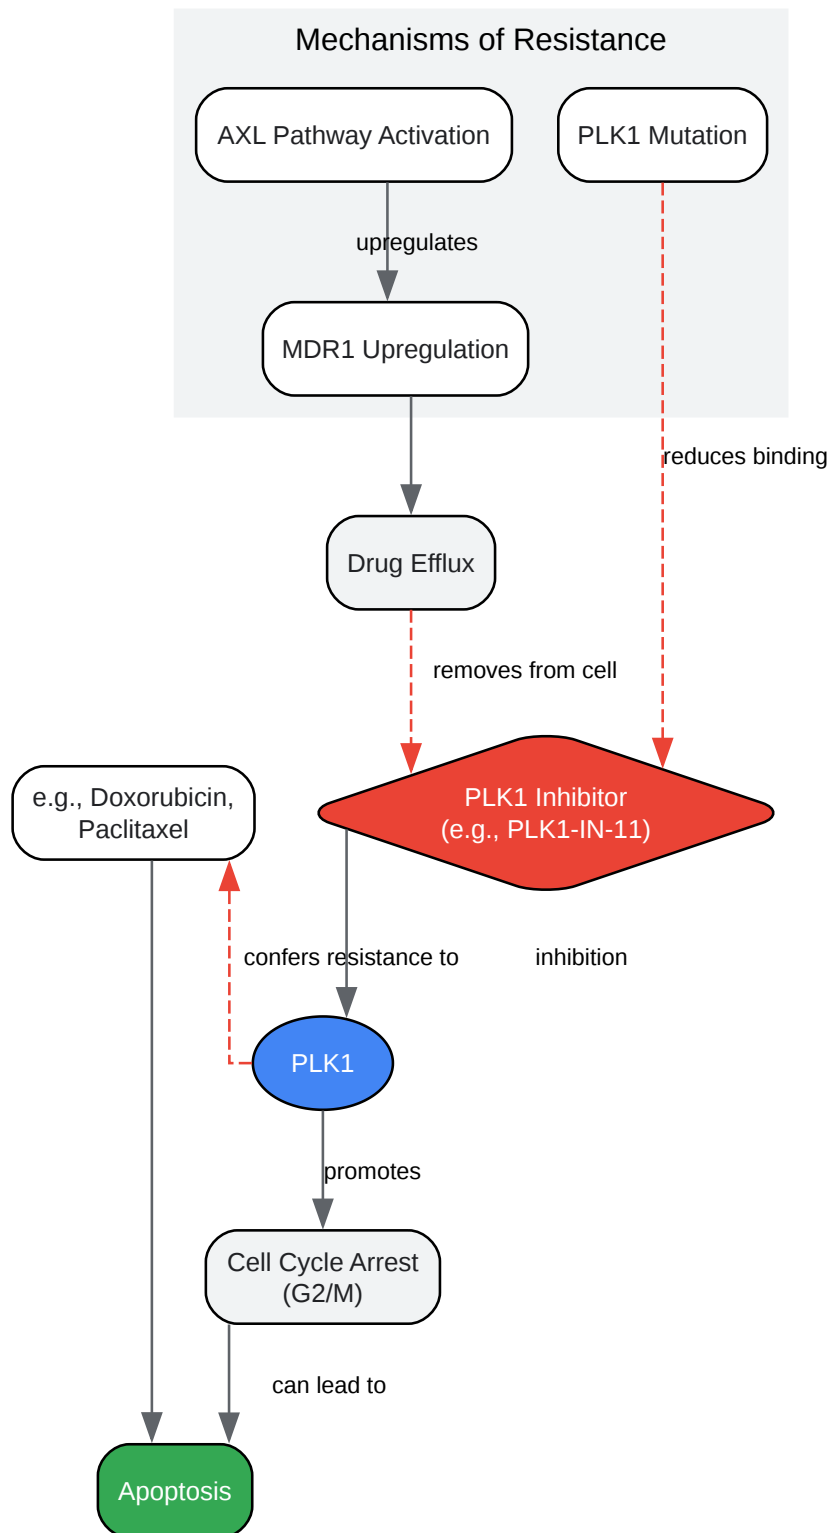 Mechanisms of Resistance
AXL Pathway Activation
PLK1 Mutation
upregulates
MDR1 Upregulation
reduces binding
Drug Efflux
removes from cell
e.g., Doxorubicin,
Paclitaxel
PLK1 Inhibitor
(e.g., PLK1-IN-11)
confers resistance to
inhibition
PLK1
promotes
Cell Cycle Arrest
(G2/M)
can lead to
Apoptosis